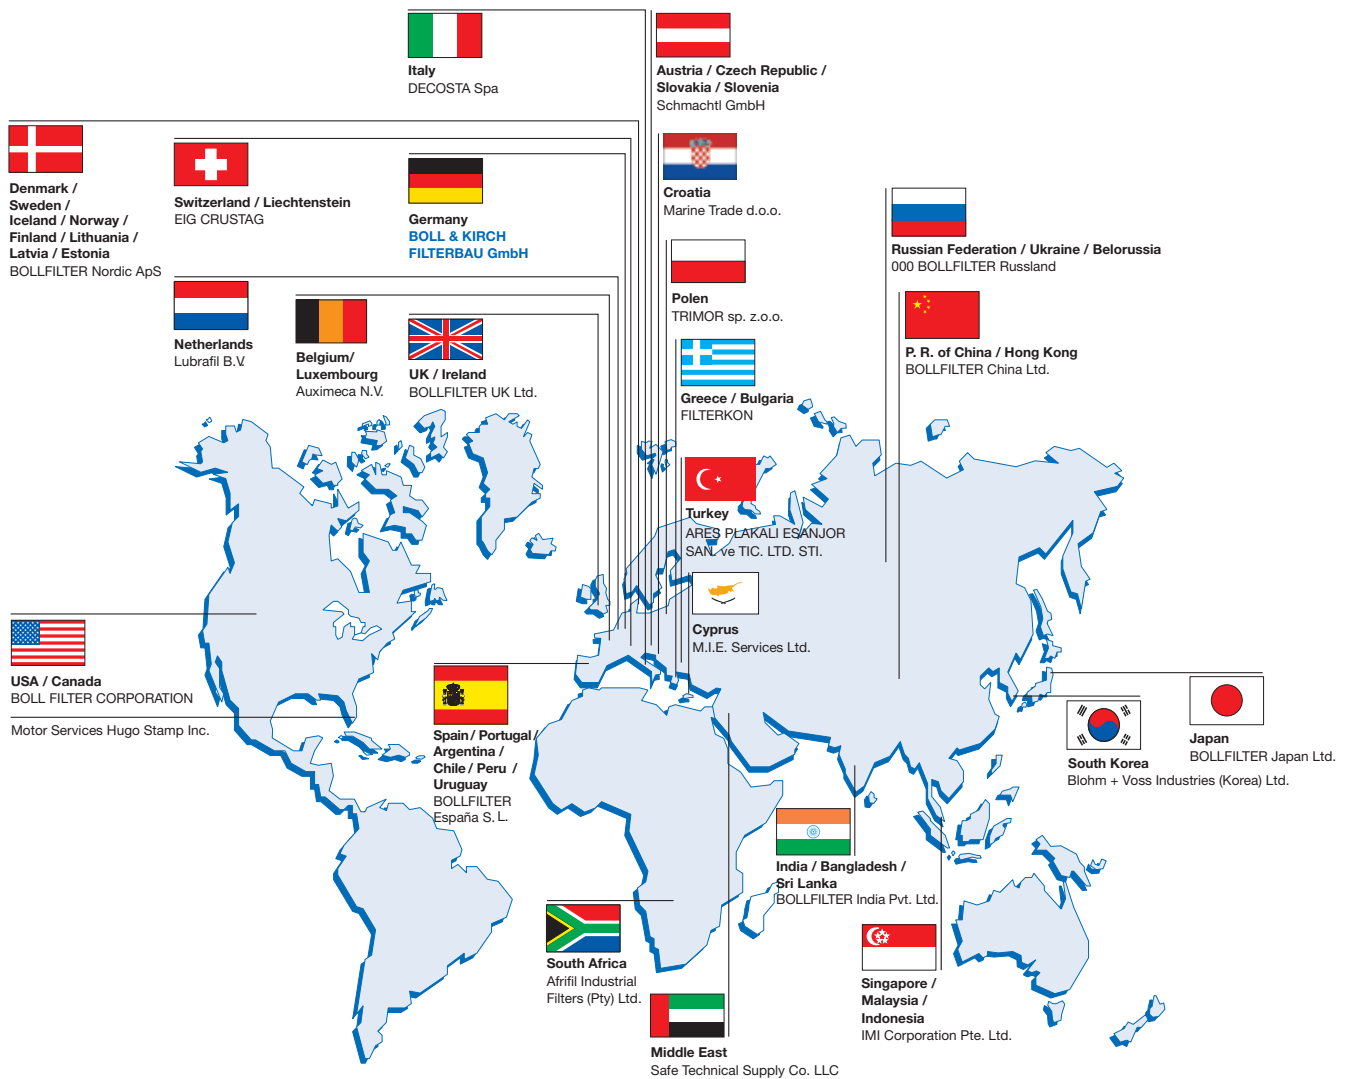 Italy
DECOSTA Spa
Austria / Czech Republic /
Slovakia / Slovenia
Schmachtl GmbH
Denmark /
Sweden /
Iceland / Norway /
Finland / Lithuania /
Latvia / Estonia
BOLLFILTER Nordic ApS
Switzerland / Liechtenstein
EIG CRUSTAG
Germany
BOLL & KIRCH
FILTERBAU GmbH
Croatia
Marine Trade d.o.o.
Russian Federation / Ukraine / Belorussia
000 BOLLFILTER Russland
Polen
TRIMOR sp. z.o.o.
Netherlands
Lubrafil B.V.
Belgium/
Luxembourg
Auximeca N.V.
UK / Ireland
BOLLFILTER UK Ltd.
P. R. of China / Hong Kong
BOLLFILTER China Ltd.
Greece / Bulgaria
FILTERKON
Turkey
ARES PLAKALI ESANJOR
SAN. ve TIC. LTD. STI.
Cyprus
M.I.E. Services Ltd.
USA / Canada
BOLL FILTER CORPORATION
Motor Services Hugo Stamp Inc.
Spain / Portugal /
Argentina /
Chile / Peru /
Uruguay
BOLLFILTER
España S. L.
Japan
BOLLFILTER Japan Ltd.
South Korea
Blohm + Voss Industries (Korea) Ltd.
India / Bangladesh /
Sri Lanka
BOLLFILTER India Pvt. Ltd.
South Africa
Afrifil Industrial
Filters (Pty) Ltd.
Singapore /
Malaysia /
Indonesia
IMI Corporation Pte. Ltd.
Middle East
Safe Technical Supply Co. LLC